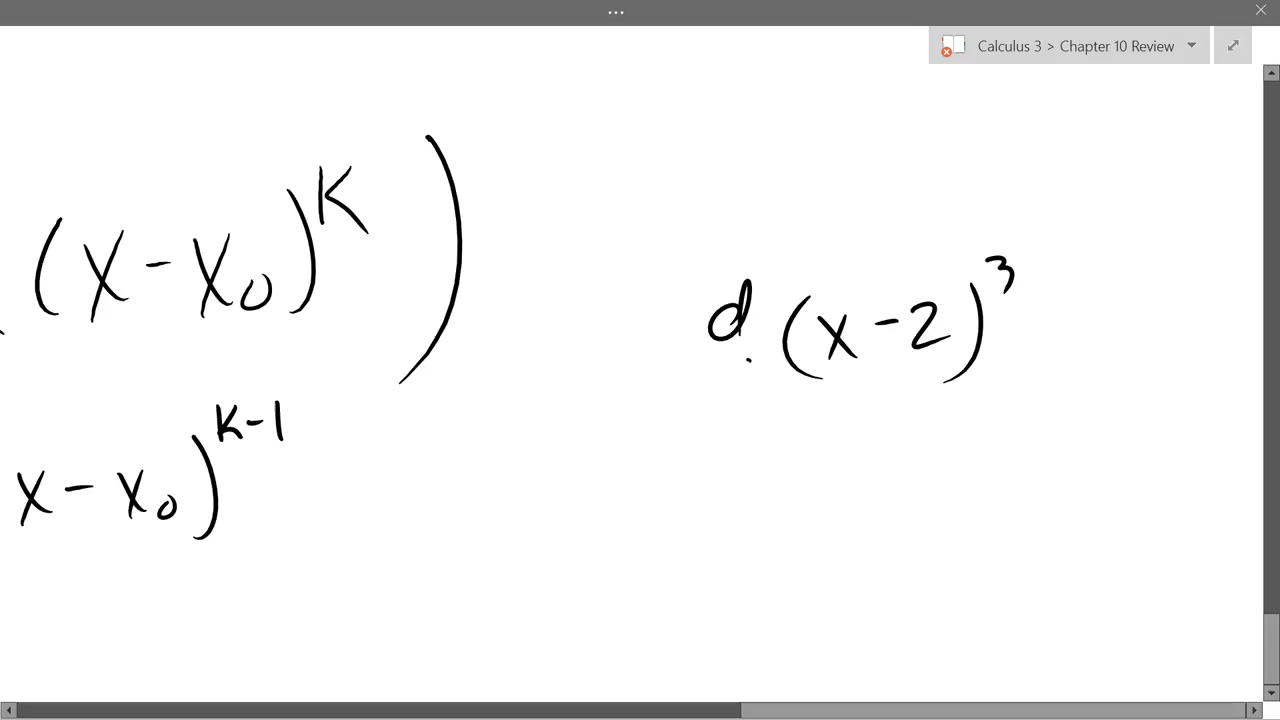 ...
Calculus 3 > Chapter 10 Review
(x - x₀)ᴷ )
d. (x - 2)³
x - x₀)ᵏ⁻¹